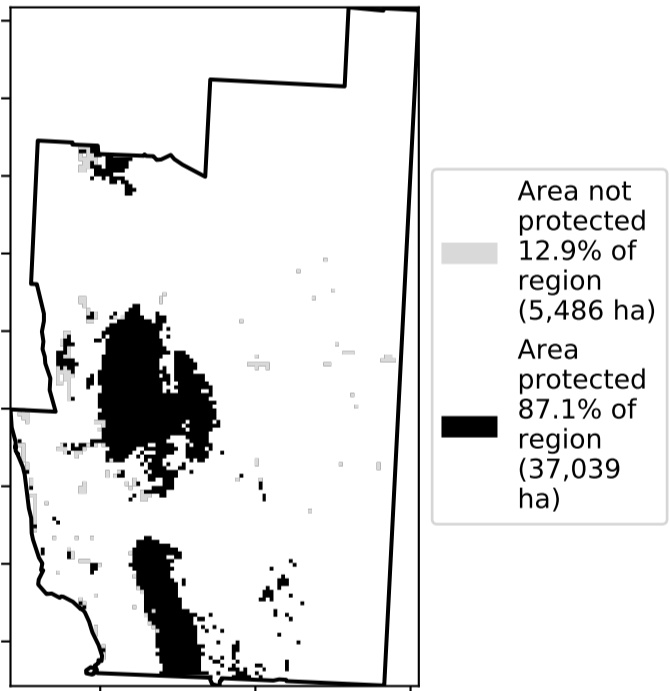 Area not
protected
12.9% of
region
(5,486 ha)
Area
protected
87.1% of
region
(37,039
ha)